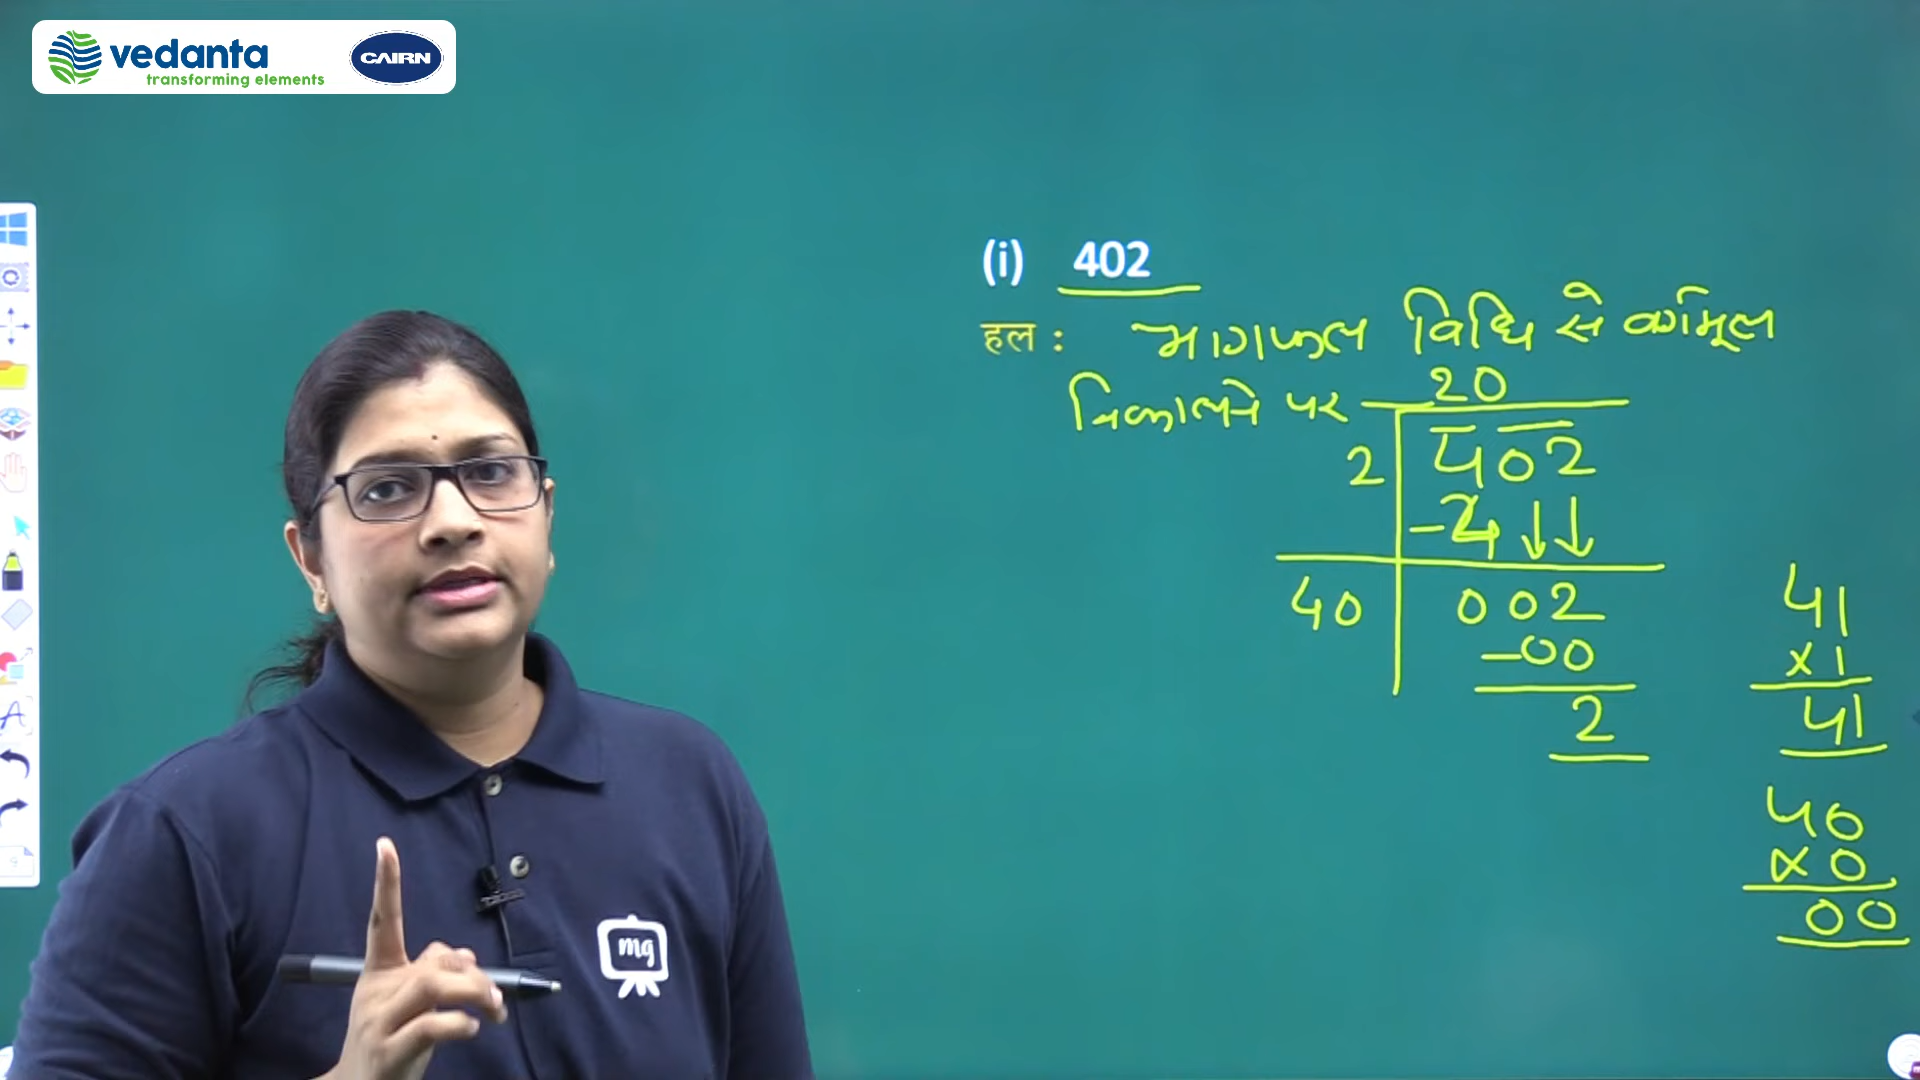 vedanta
transforming elements
CAIRN
(i) 402
हल : भागफल विधि से वर्गमूल
निकालने पर
20
2 402
-4 ↓↓
40 002
-00
2
41
x1
41
40
x0
00
mg